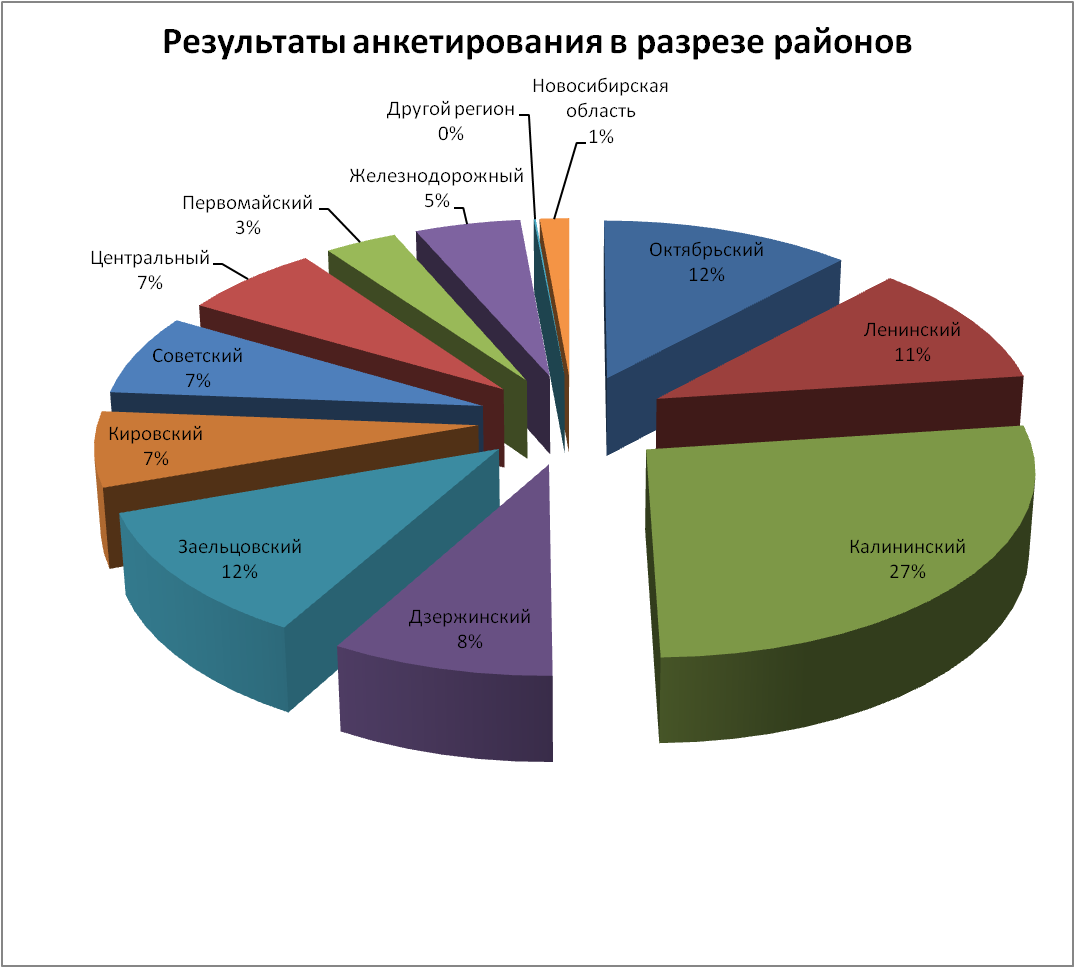 Результаты анкетирования в разрезе районов
Новосибирская
область
1%
Другой регион
0%
Железнодорожный
5%
Первомайский
3%
Центральный
7%
Октябрьский
12%
Ленинский
11%
Советский
7%
Кировский
7%
Заельцовский
12%
Калининский
27%
Дзержинский
8%